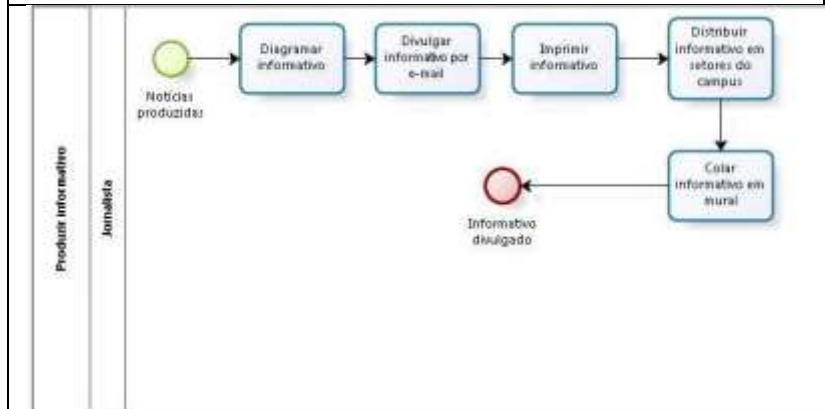 Produzir informativo
Jornalista
Notícias
produzidas
Diagramar
informativo
Divulgar
informativo por
e-mail
Imprimir
informativo
Distribuir
informativo em
setores do
campus
Colar
informativo em
mural
Informativo
divulgado